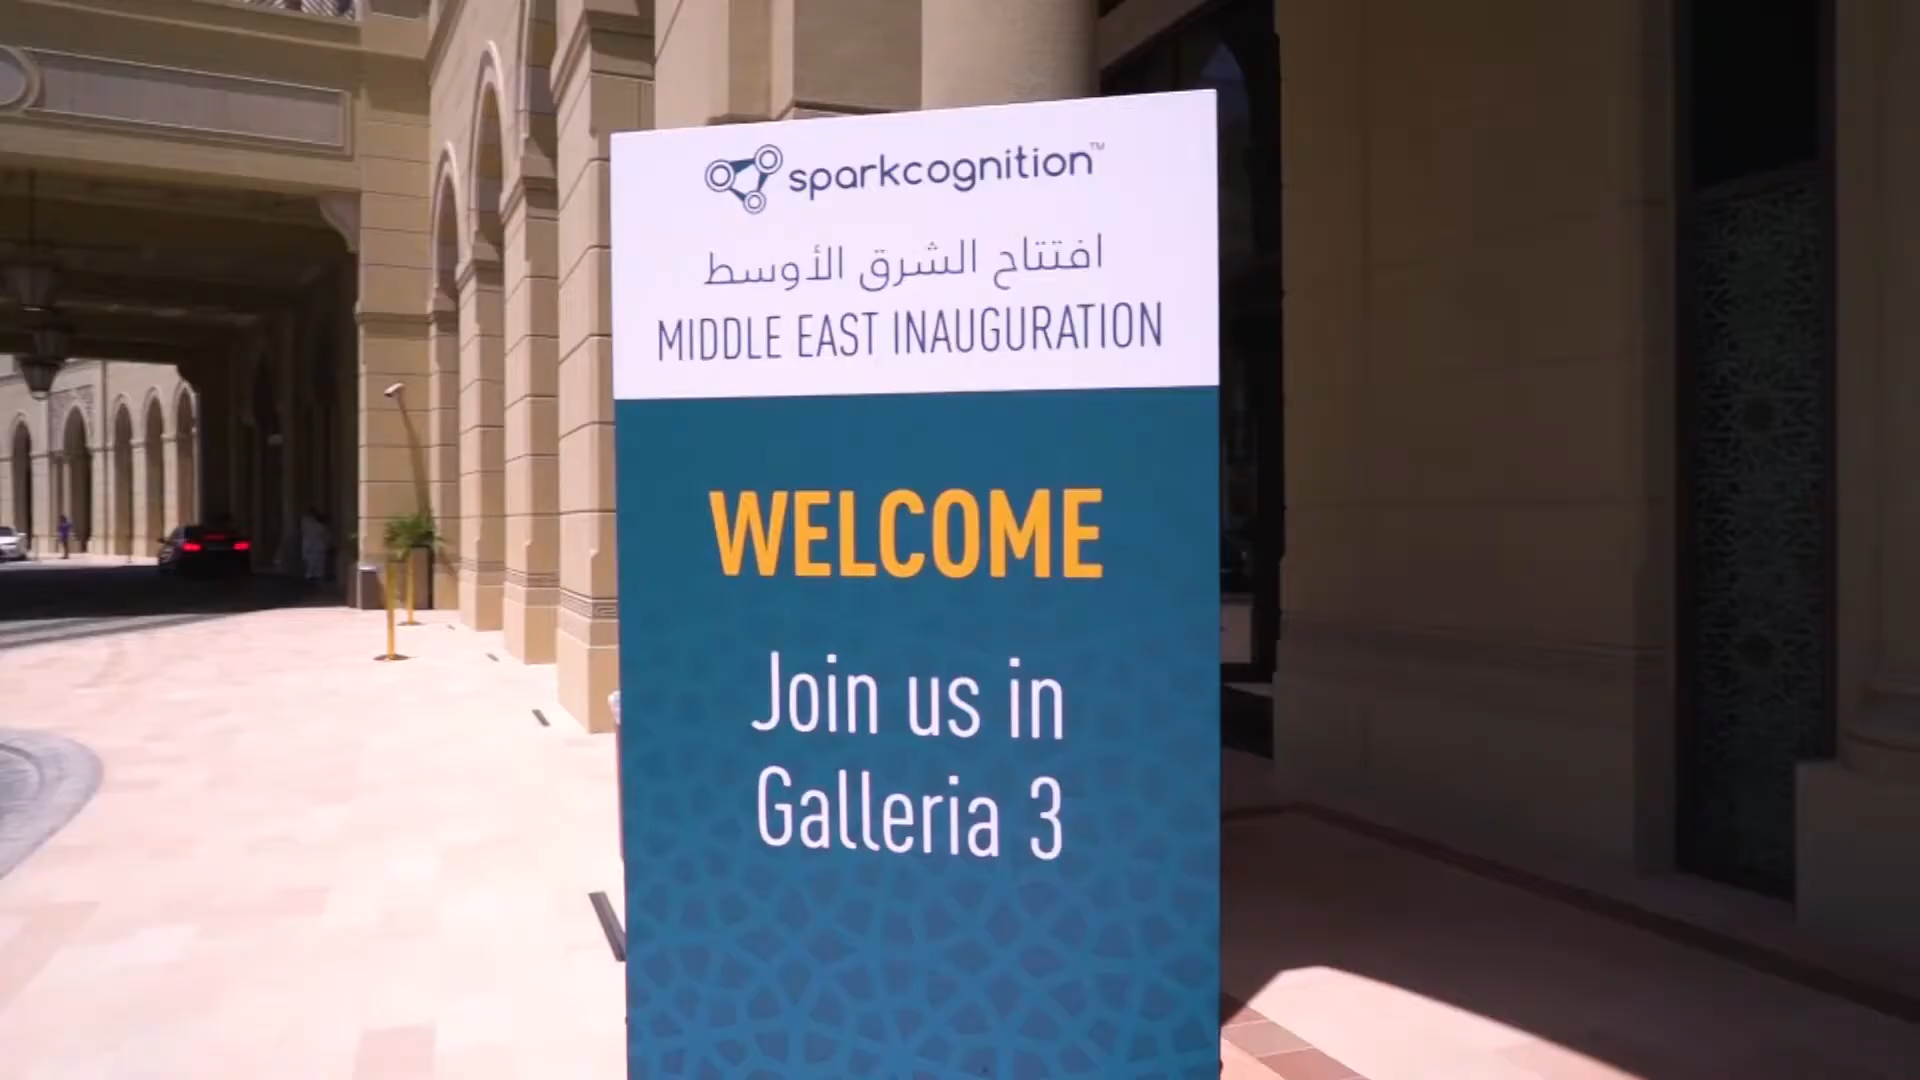 sparkcognition™
افتتاح الشرق الأوسط
MIDDLE EAST INAUGURATION
WELCOME
Join us in
Galleria 3